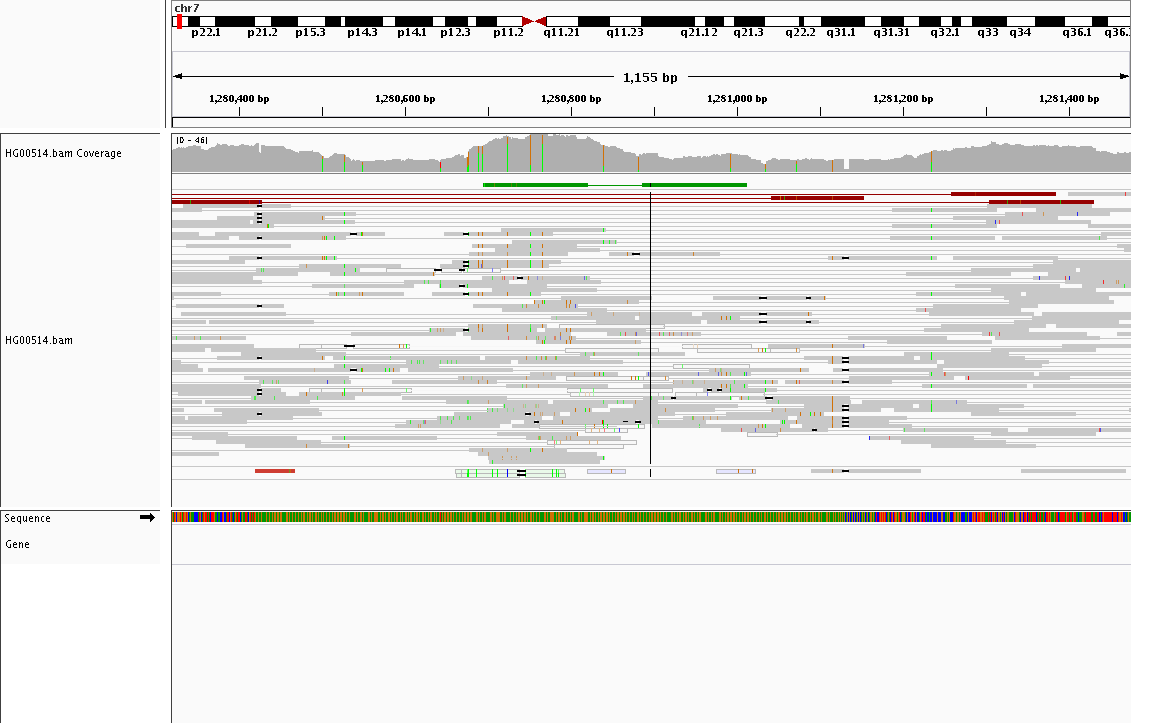 chr7
p22.1 p21.2 p15.3 p14.3 p14.1 p12.3 p11.2 q11.21 q11.23 q21.12 q21.3 q22.2 q31.1 q31.31 q32.1 q33 q34 q36.1 q36.
1,155 bp
1,280,400 bp 1,280,600 bp 1,280,800 bp 1,281,000 bp 1,281,200 bp 1,281,400 bp
[0 - 46]
HG00514.bam Coverage
HG00514.bam
Sequence
Gene